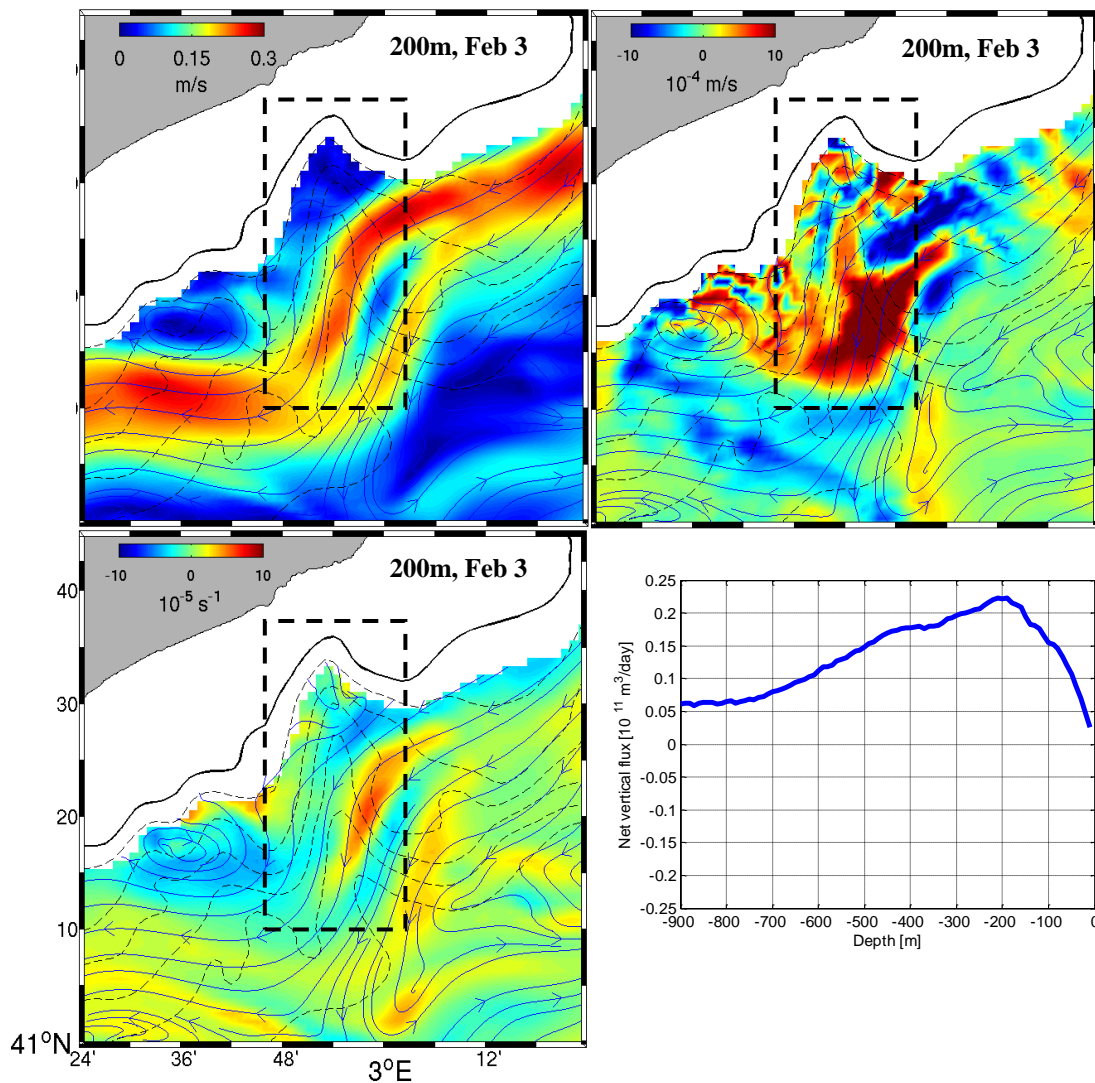 200m, Feb 3
0 0.15 0.3
m/s
200m, Feb 3
-10 0 10
10-4 m/s
200m, Feb 3
-10 0 10
10-5 s-1
40
30
20
10
41oN
24' 36' 48' 3oE 12'
Net vertical flux [10 11 m3/day]
0.25
0.2
0.15
0.1
0.05
0
-0.05
-0.1
-0.15
-0.2
-0.25
-900 -800 -700 -600 -500 -400 -300 -200 -100 0
Depth [m]